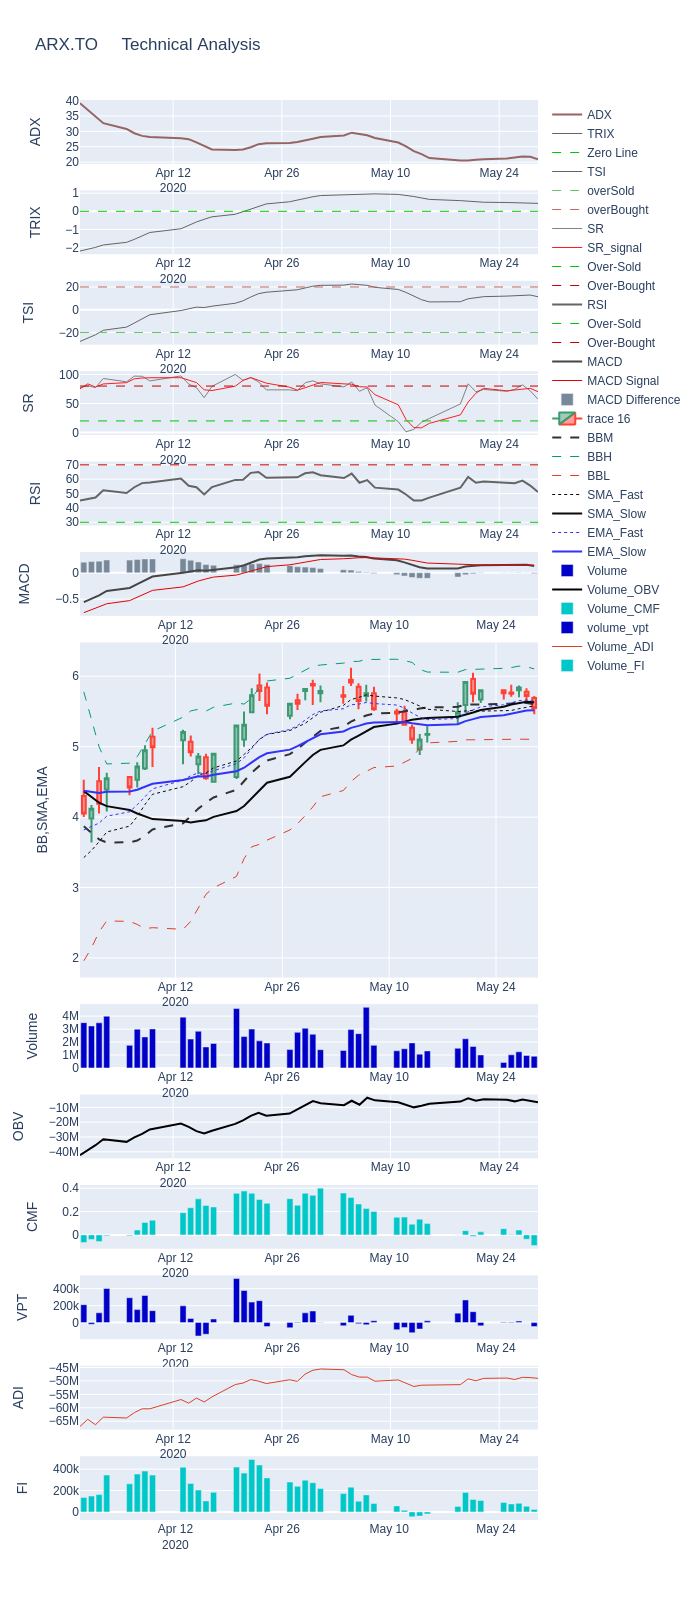 ARX.TO     Technical Analysis
ADX
40
35
30
25
20
Apr 12
2020
Apr 26
May 10
May 24
TRIX
1
0
−1
−2
Apr 12
2020
Apr 26
May 10
May 24
TSI
20
0
−20
Apr 12
2020
Apr 26
May 10
May 24
SR
100
50
0
Apr 12
2020
Apr 26
May 10
May 24
RSI
70
60
50
40
30
Apr 12
2020
Apr 26
May 10
May 24
MACD
0
−0.5
Apr 12
2020
Apr 26
May 10
May 24
BB,SMA,EMA
6
5
4
3
2
Apr 12
2020
Apr 26
May 10
May 24
Volume
4M
3M
2M
1M
0
Apr 12
2020
Apr 26
May 10
May 24
OBV
−10M
−20M
−30M
−40M
Apr 12
2020
Apr 26
May 10
May 24
CMF
0.4
0.2
0
Apr 12
2020
Apr 26
May 10
May 24
VPT
400k
200k
0
Apr 12
2020
Apr 26
May 10
May 24
ADI
−45M
−50M
−55M
−60M
−65M
Apr 12
2020
Apr 26
May 10
May 24
FI
400k
200k
0
Apr 12
2020
Apr 26
May 10
May 24
ADX
TRIX
Zero Line
TSI
overSold
overBought
SR
SR_signal
Over-Sold
Over-Bought
RSI
Over-Sold
Over-Bought
MACD
MACD Signal
MACD Difference
trace 16
BBM
BBH
BBL
SMA_Fast
SMA_Slow
EMA_Fast
EMA_Slow
Volume
Volume_OBV
Volume_CMF
volume_vpt
Volume_ADI
Volume_FI